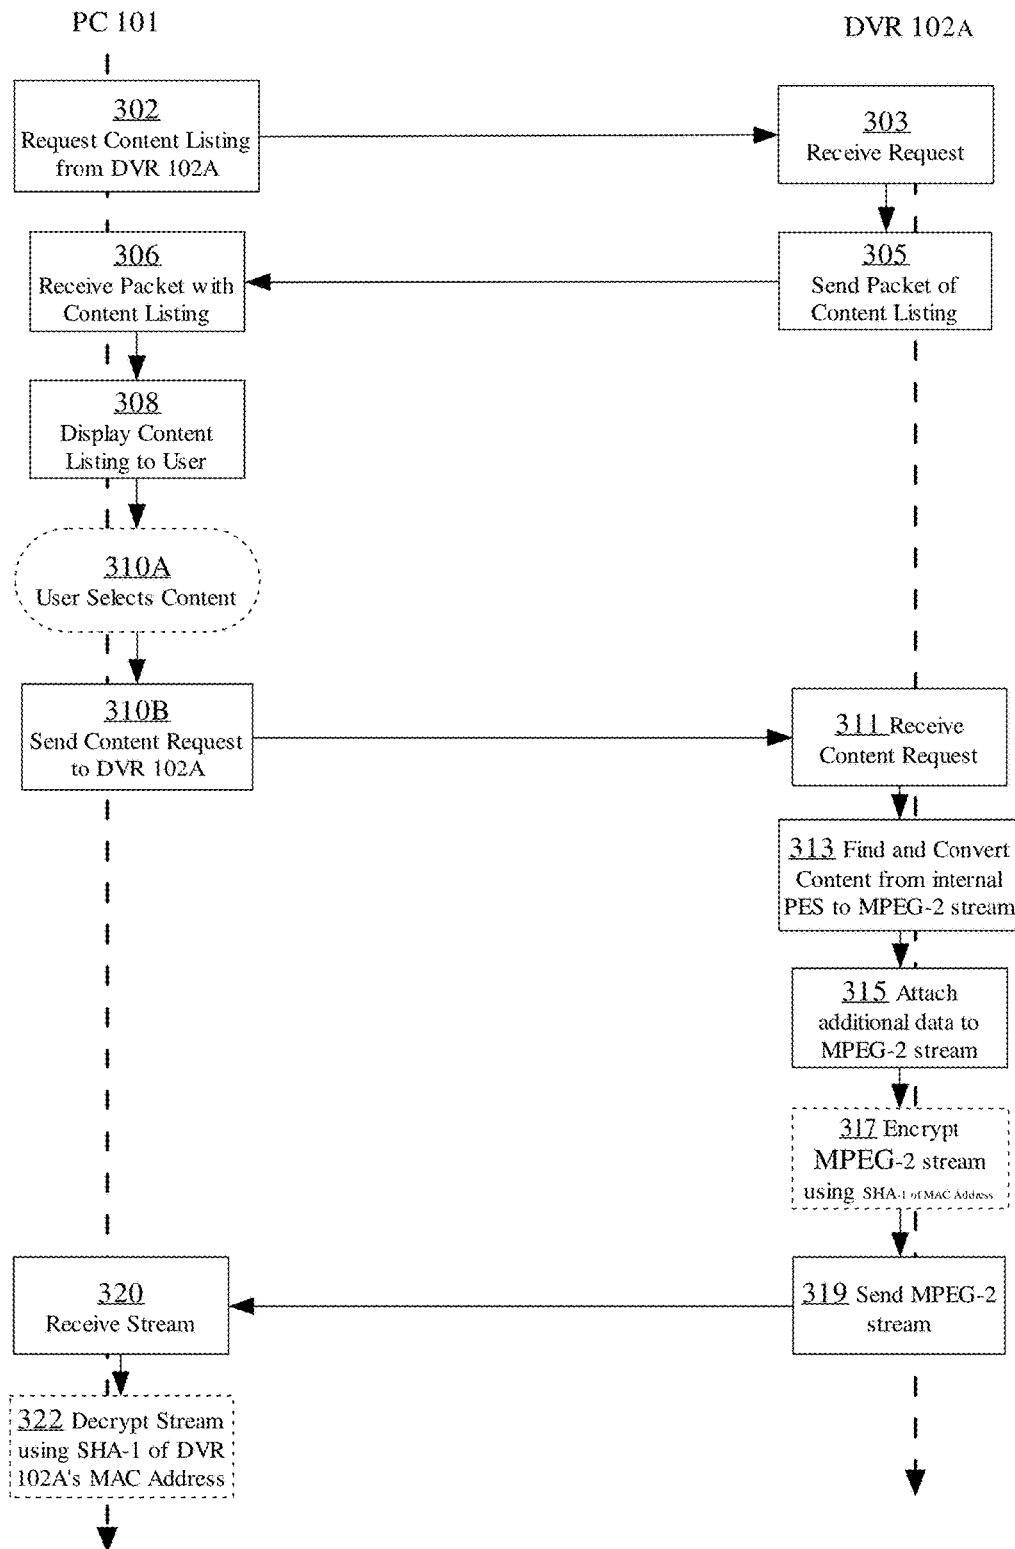 PC 101
DVR 102A
302
Request Content Listing
from DVR 102A
303
Receive Request
306
Receive Packet with
Content Listing
305
Send Packet of
Content Listing
308
Display Content
Listing to User
310A
User Selects Content
310B
Send Content Request
to DVR 102A
311 Receive
Content Request
313 Find and Convert
Content from internal
PES to MPEG-2 stream
315 Attach
additional data to
MPEG-2 stream
317 Encrypt
MPEG-2 stream
using SHA-1 of MAC Address
320
Receive Stream
319 Send MPEG-2
stream
322 Decrypt Stream
using SHA-1 of DVR
102A's MAC Address